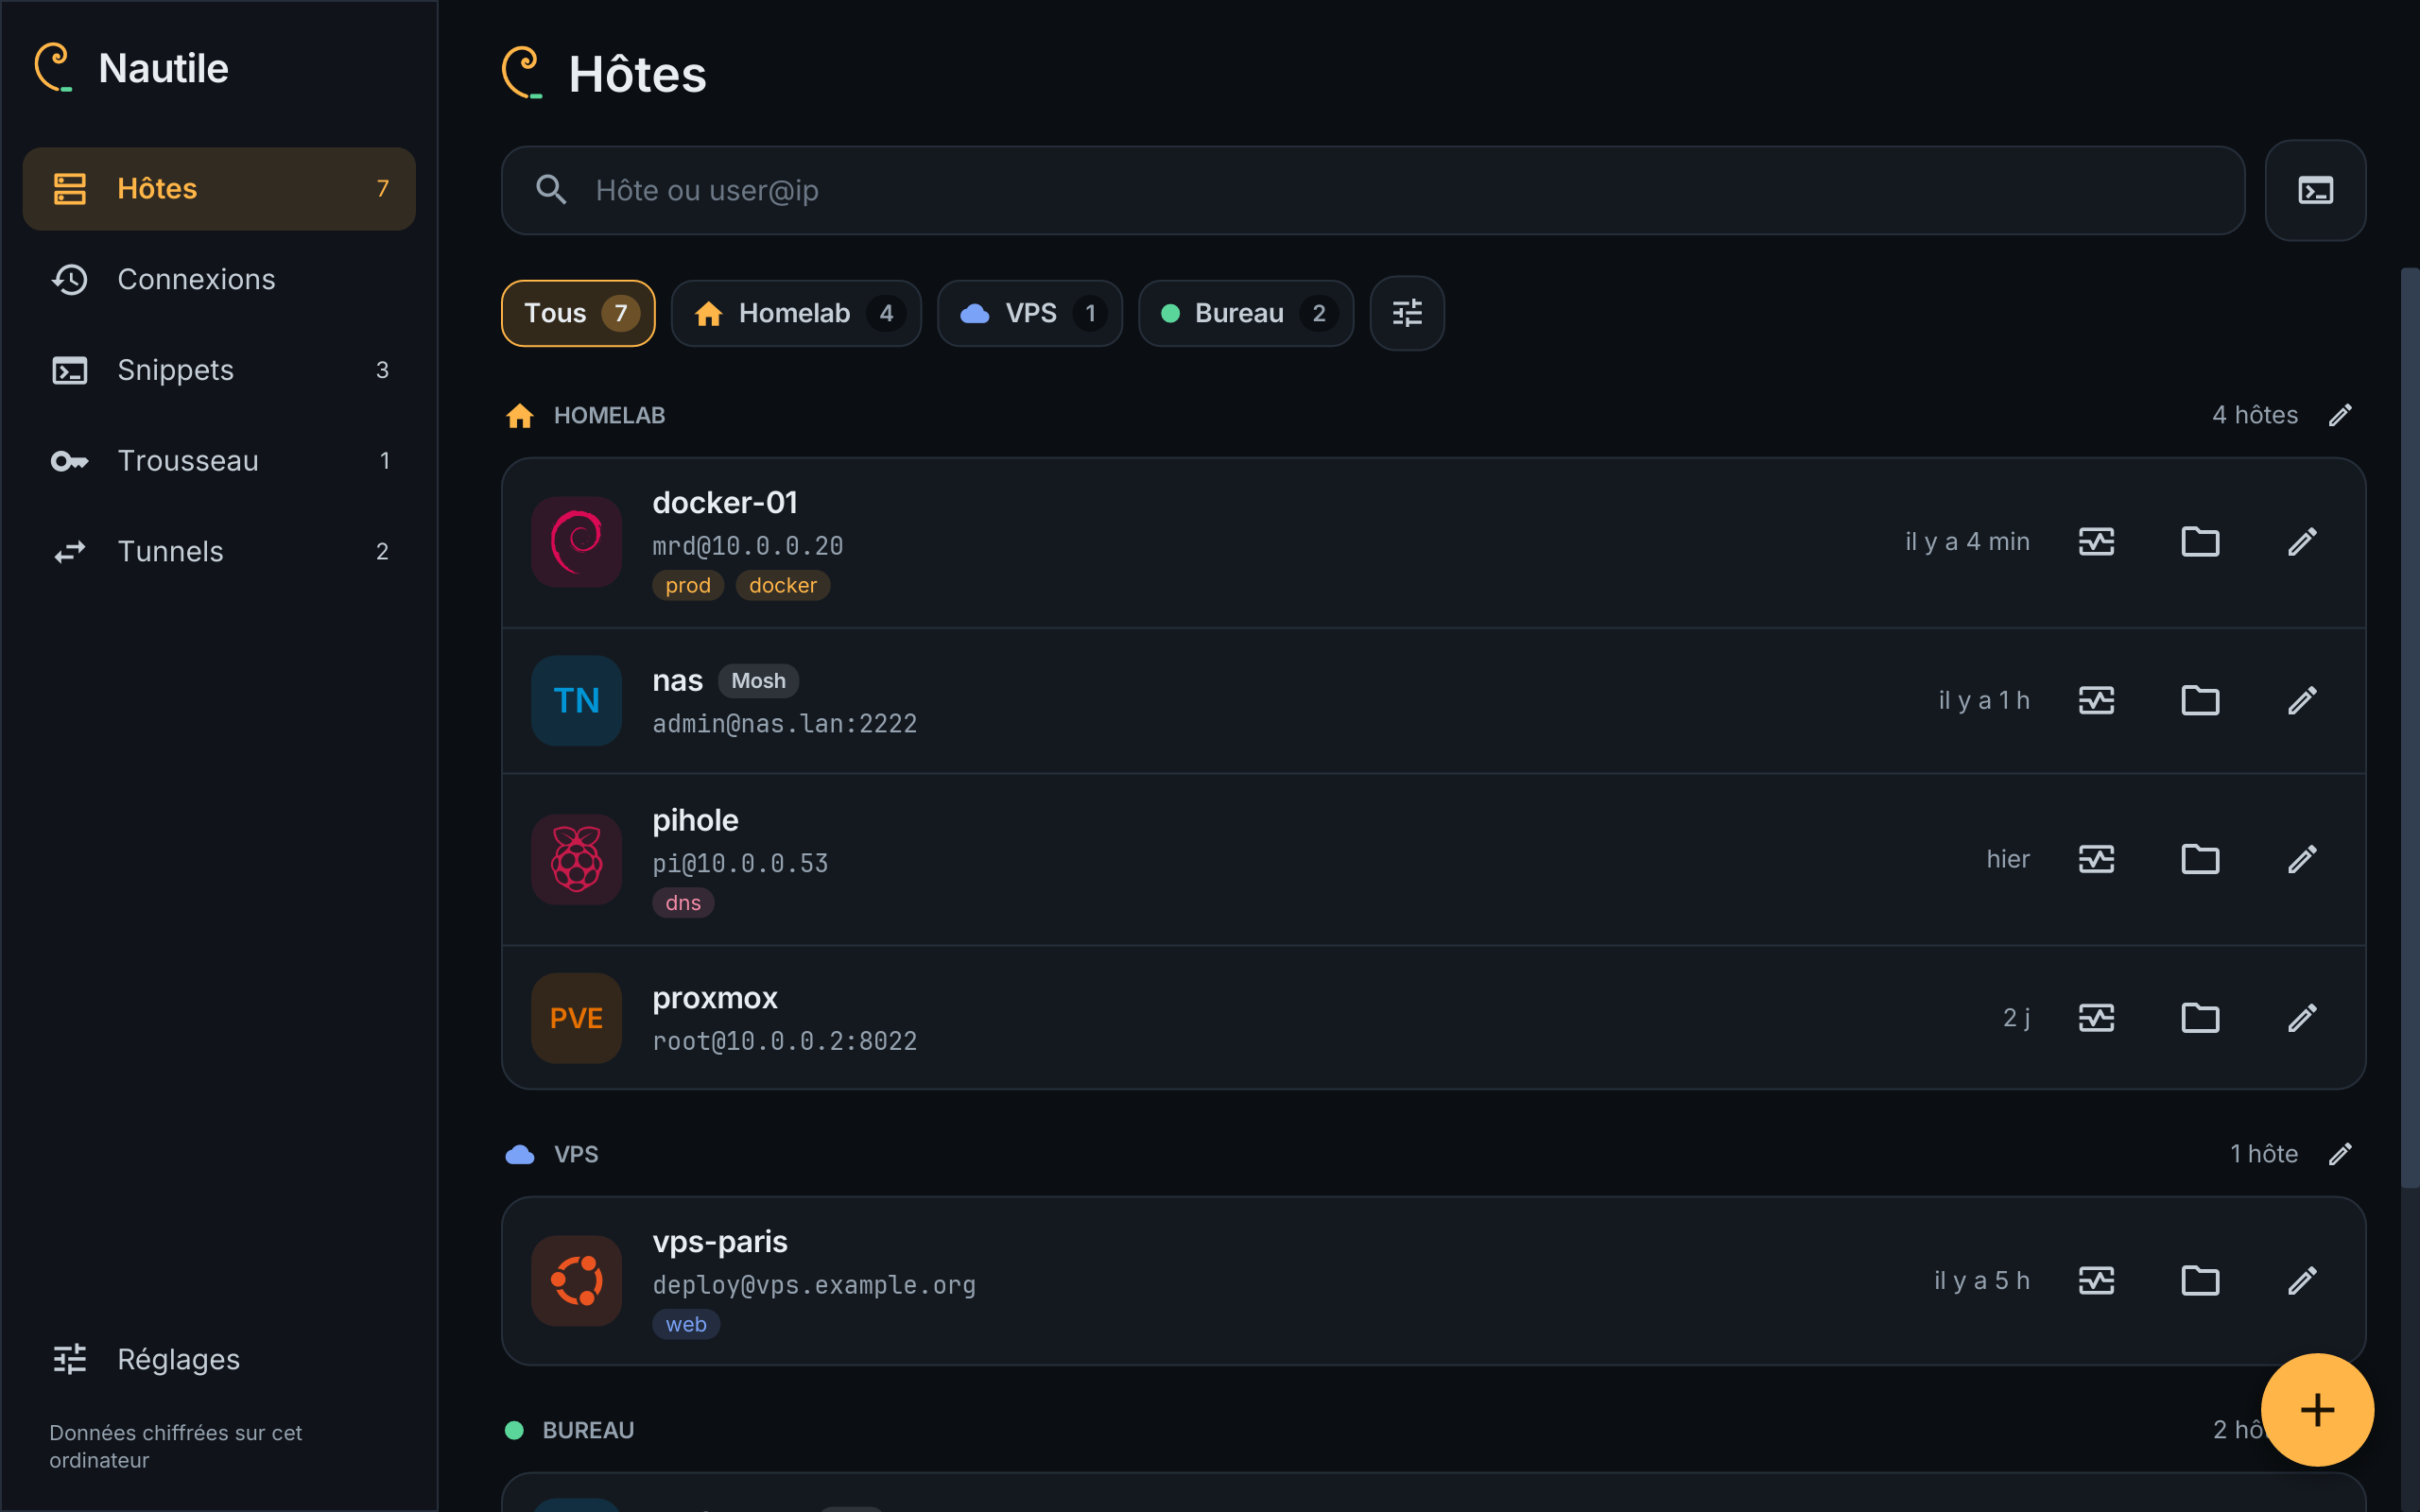 Nautile
Hôtes 7
Connexions
Snippets 3
Trousseau 1
Tunnels 2
Réglages
Données chiffrées sur cet
ordinateur
Hôtes
Hôte ou user@ip
Tous 7 Homelab 4 VPS 1 Bureau 2
HOMELAB 4 hôtes
docker-01
mrd@10.0.0.20
prod docker
il y a 4 min
TN
nas Mosh
admin@nas.lan:2222
il y a 1 h
pihole
pi@10.0.0.53
dns
hier
PVE
proxmox
root@10.0.0.2:8022
2 j
VPS 1 hôte
vps-paris
deploy@vps.example.org
web
il y a 5 h
BUREAU 2